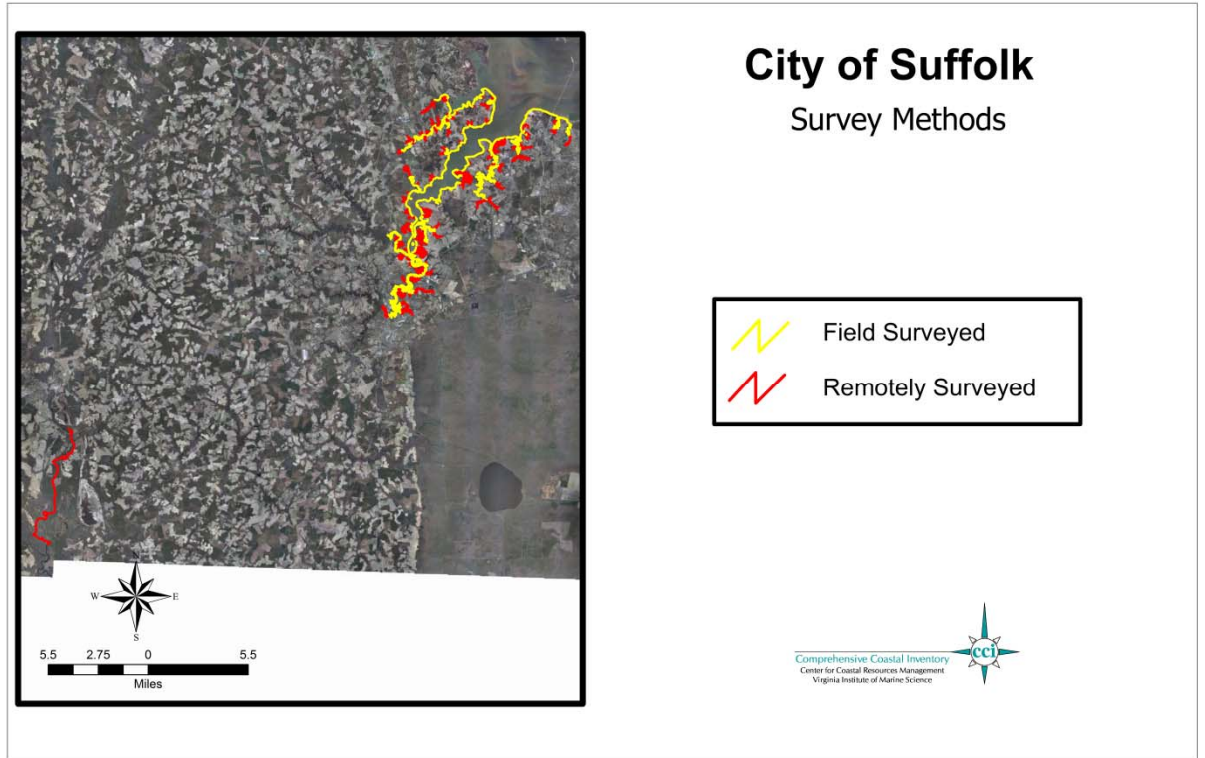 City of Suffolk
Survey Methods
Field Surveyed
Remotely Surveyed
N
W E
S
5.5 2.75 0 5.5
Miles
Comprehensive Coastal Inventory
Center for Coastal Resources Management
Virginia Institute of Marine Science
cci